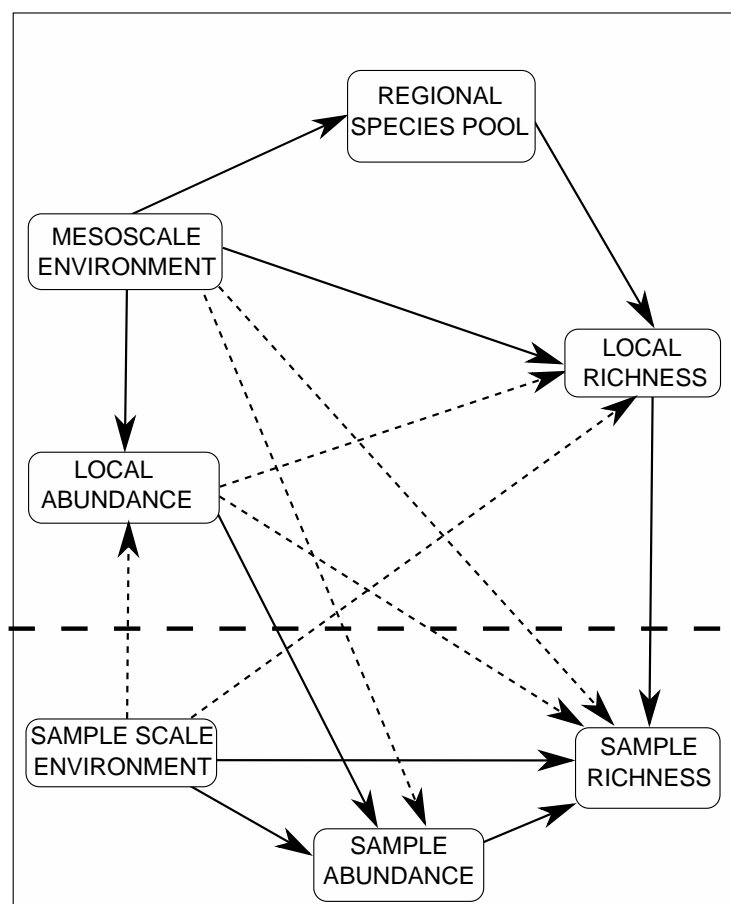 REGIONAL
SPECIES POOL
MESOSCALE
ENVIRONMENT
LOCAL
RICHNESS
LOCAL
ABUNDANCE
SAMPLE SCALE
ENVIRONMENT
SAMPLE
RICHNESS
SAMPLE
ABUNDANCE